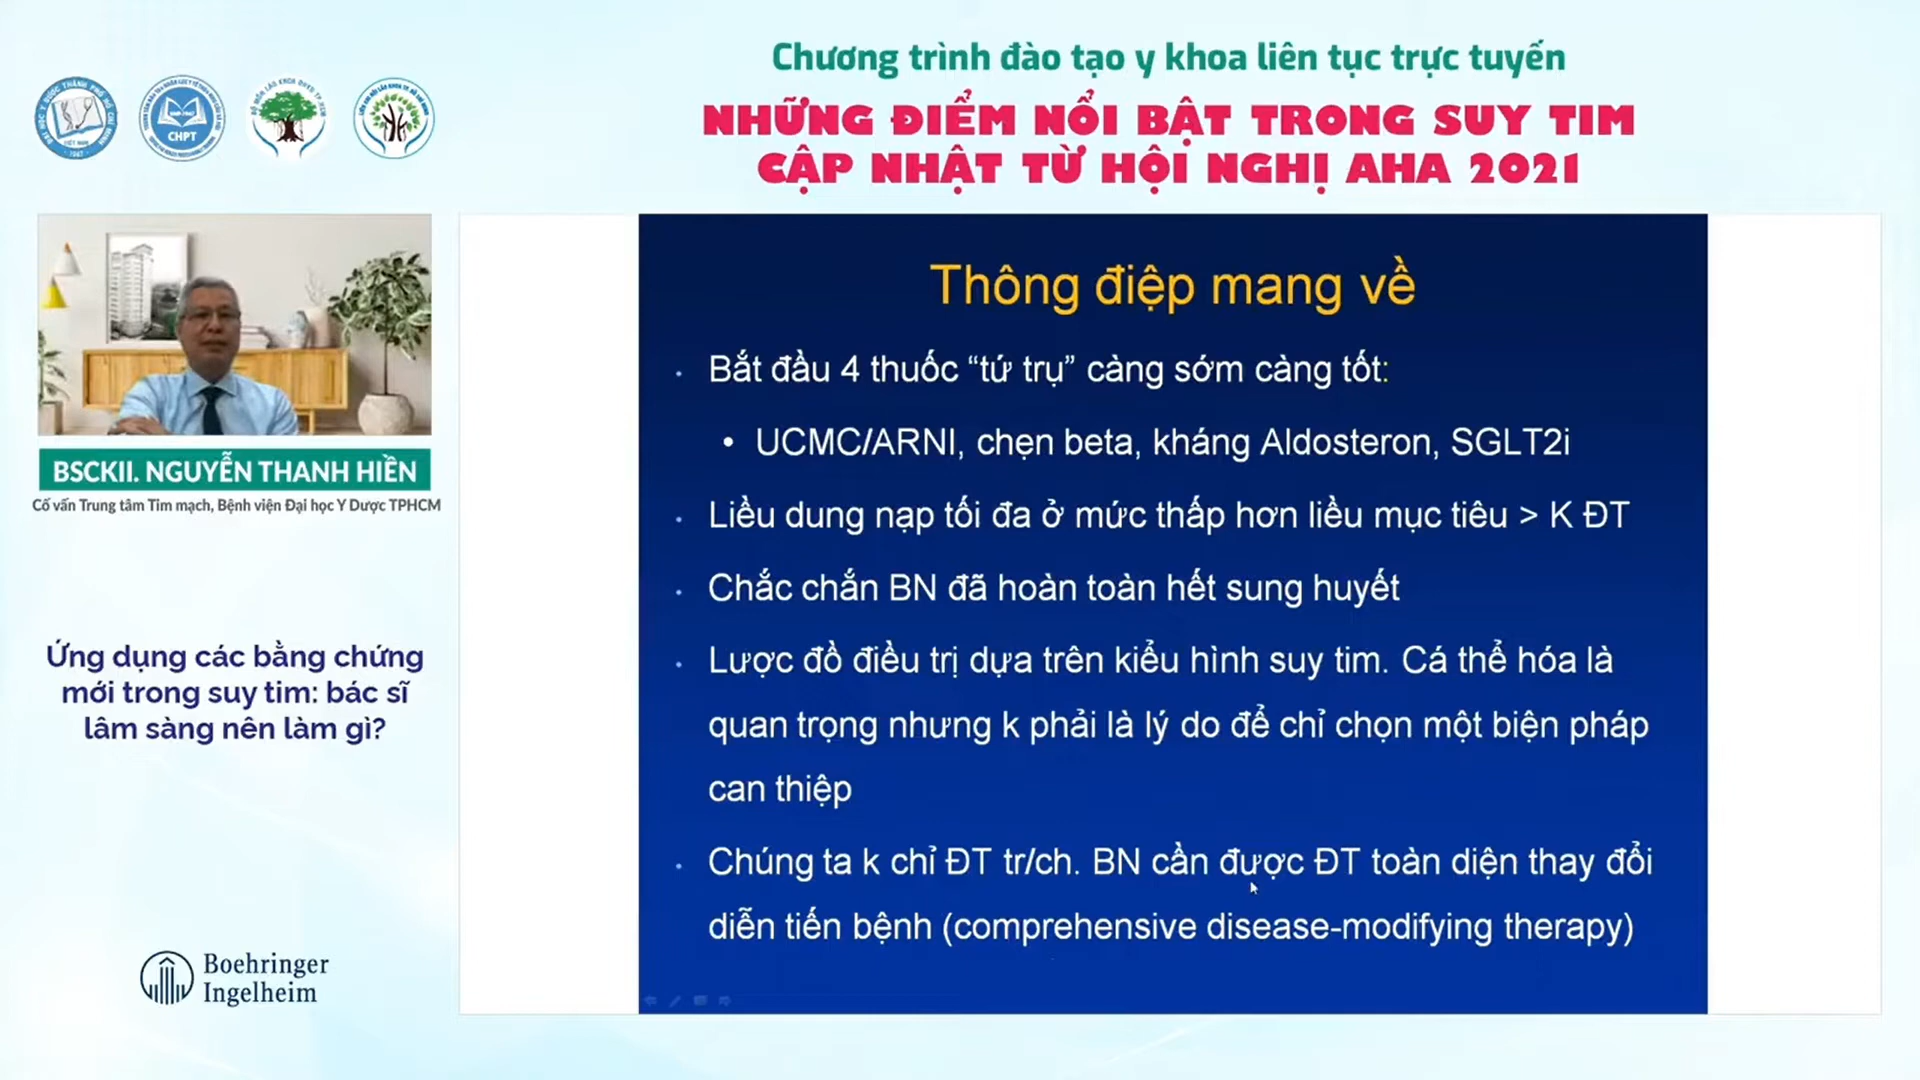 Chương trình đào tạo y khoa liên tục trực tuyến
NHỮNG ĐIỂM NỔI BẬT TRONG SUY TIM
CẬP NHẬT TỪ HỘI NGHỊ AHA 2021
CHPT
BSCKII. NGUYỄN THANH HIỀN
Cố vấn Trung tâm Tim mạch, Bệnh viện Đại học Y Dược TPHCM
Ứng dụng các bằng chứng
mới trong suy tim: bác sĩ
lâm sàng nên làm gì?
Boehringer
Ingelheim
Thông điệp mang về
· Bắt đầu 4 thuốc “tứ trụ” càng sớm càng tốt:
• UCMC/ARNI, chẹn beta, kháng Aldosteron, SGLT2i
· Liều dung nạp tối đa ở mức thấp hơn liều mục tiêu > K ĐT
· Chắc chắn BN đã hoàn toàn hết sung huyết
· Lược đồ điều trị dựa trên kiểu hình suy tim. Cá thể hóa là
quan trọng nhưng k phải là lý do để chỉ chọn một biện pháp
can thiệp
· Chúng ta k chỉ ĐT tr/ch. BN cần được ĐT toàn diện thay đổi
diễn tiến bệnh (comprehensive disease-modifying therapy)